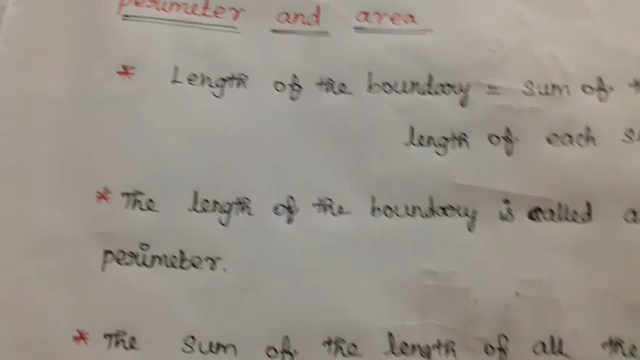 perimeter and area
* Length of the boundary = sum of
length of each
* The length of the boundary is called
perimeter.
* The sum of the length of all the